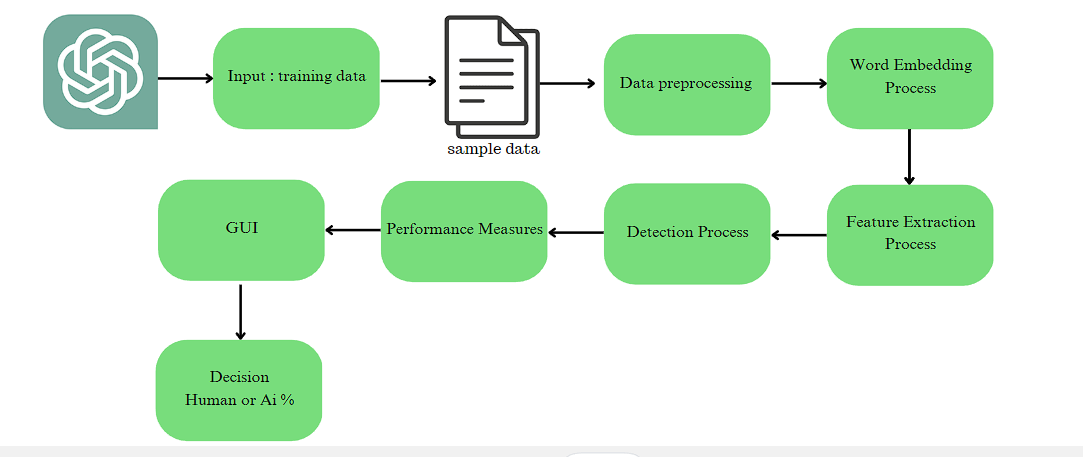 Input : training data
sample data
Data preprocessing
Word Embedding
Process
Feature Extraction
Process
Detection Process
Performance Measures
GUI
Decision
Human or Ai %